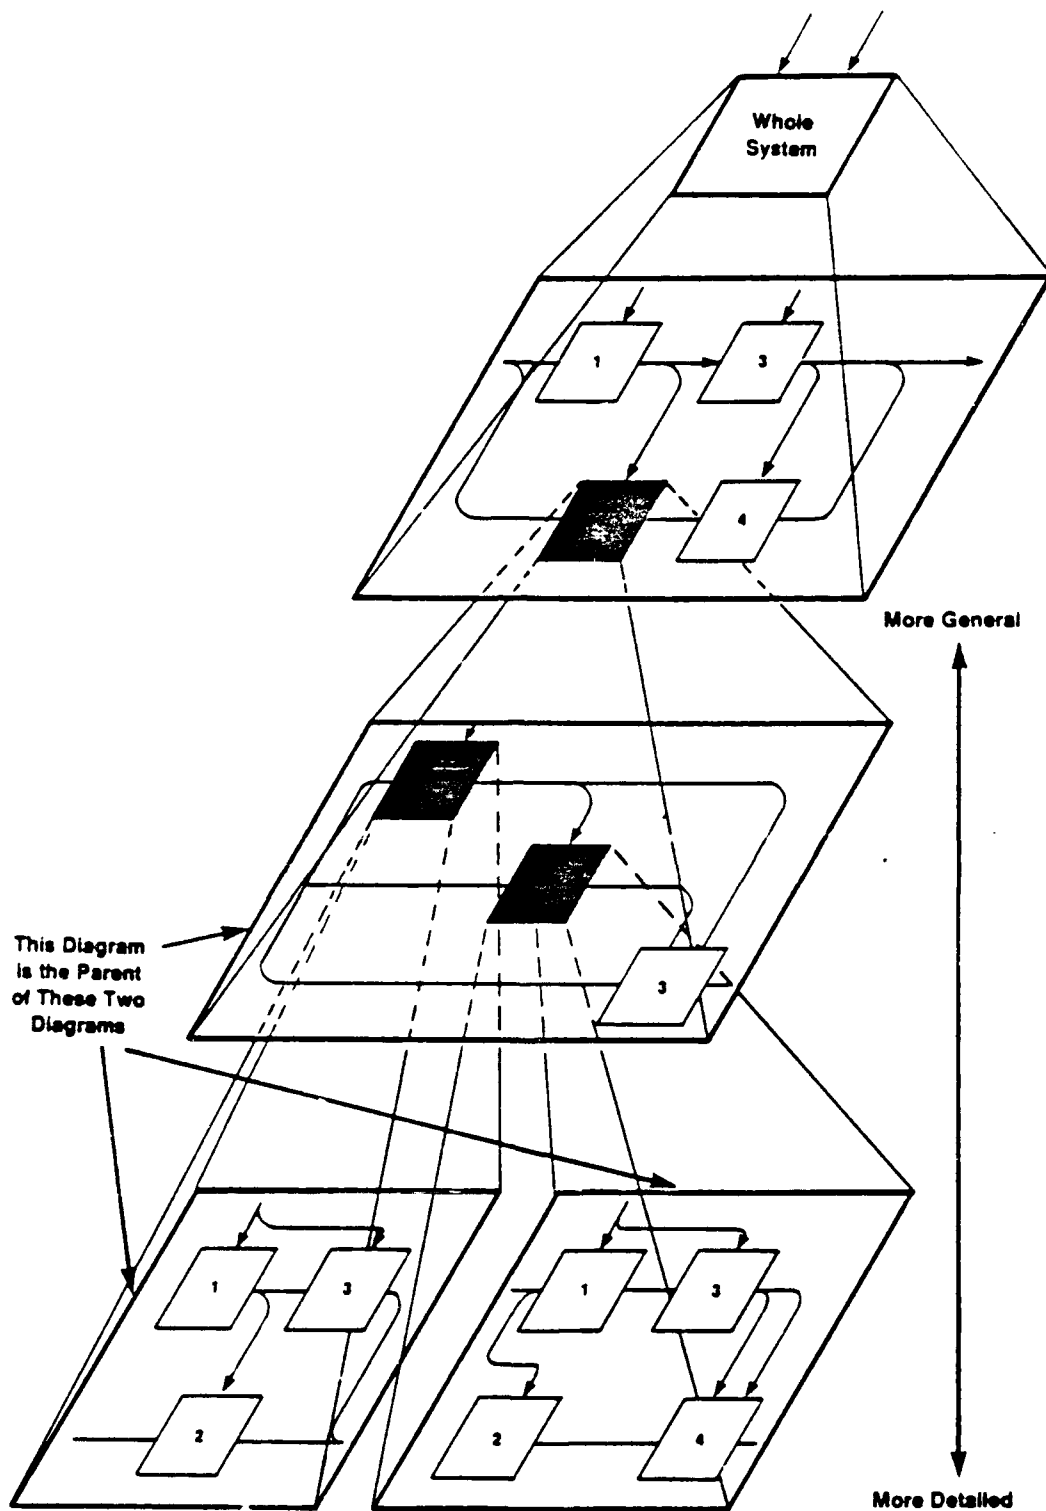 Whole
System
1
3
4
More General
This Diagram
is the Parent
of These Two
Diagrams
3
1
3
1
3
2
2
4
More Detailed